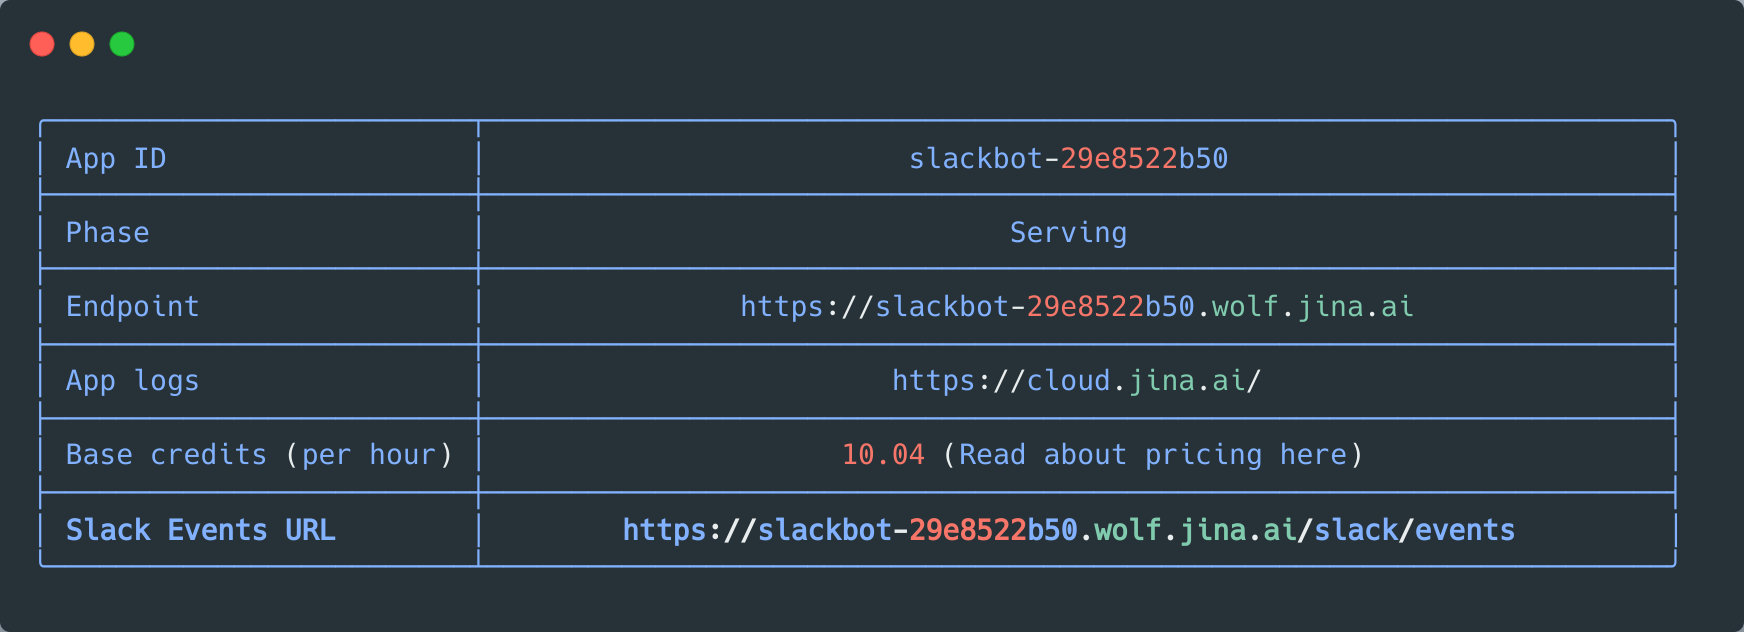 App ID slackbot-29e8522b50
Phase Serving
Endpoint https://slackbot-29e8522b50.wolf.jina.ai
App logs https://cloud.jina.ai/
Base credits (per hour) 10.04 (Read about pricing here)
Slack Events URL https://slackbot-29e8522b50.wolf.jina.ai/slack/events